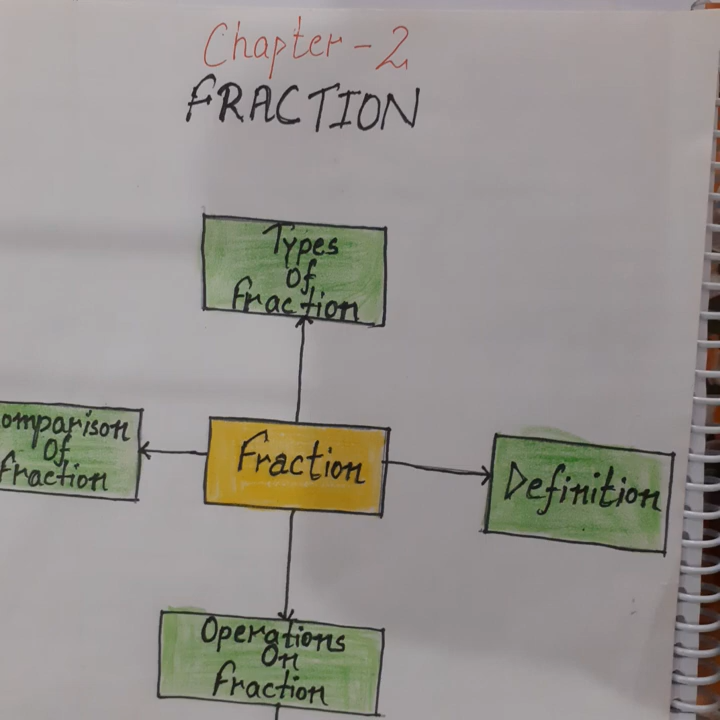 Chapter-2
FRACTION
Types
Of
fraction
omparison
Of
fraction
Fraction
Definition
Operations
On
fraction